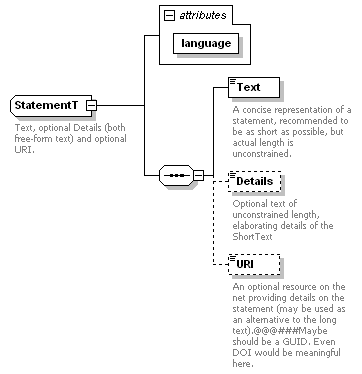 attributes
language
StatementT
Text, optional Details (both
free-form text) and optional
URI.
Text
A concise representation of a
statement, recommended to
be as short as possible, but
actual length is
unconstrained.
Details
Optional text of
unconstrained length,
elaborating details of the
ShortText
URI
An optional resource on the
net providing details on the
statement (may be used as
an alternative to the long
text).@@@###Maybe
should be a GUID. Even
DOI would be meaningful
here.